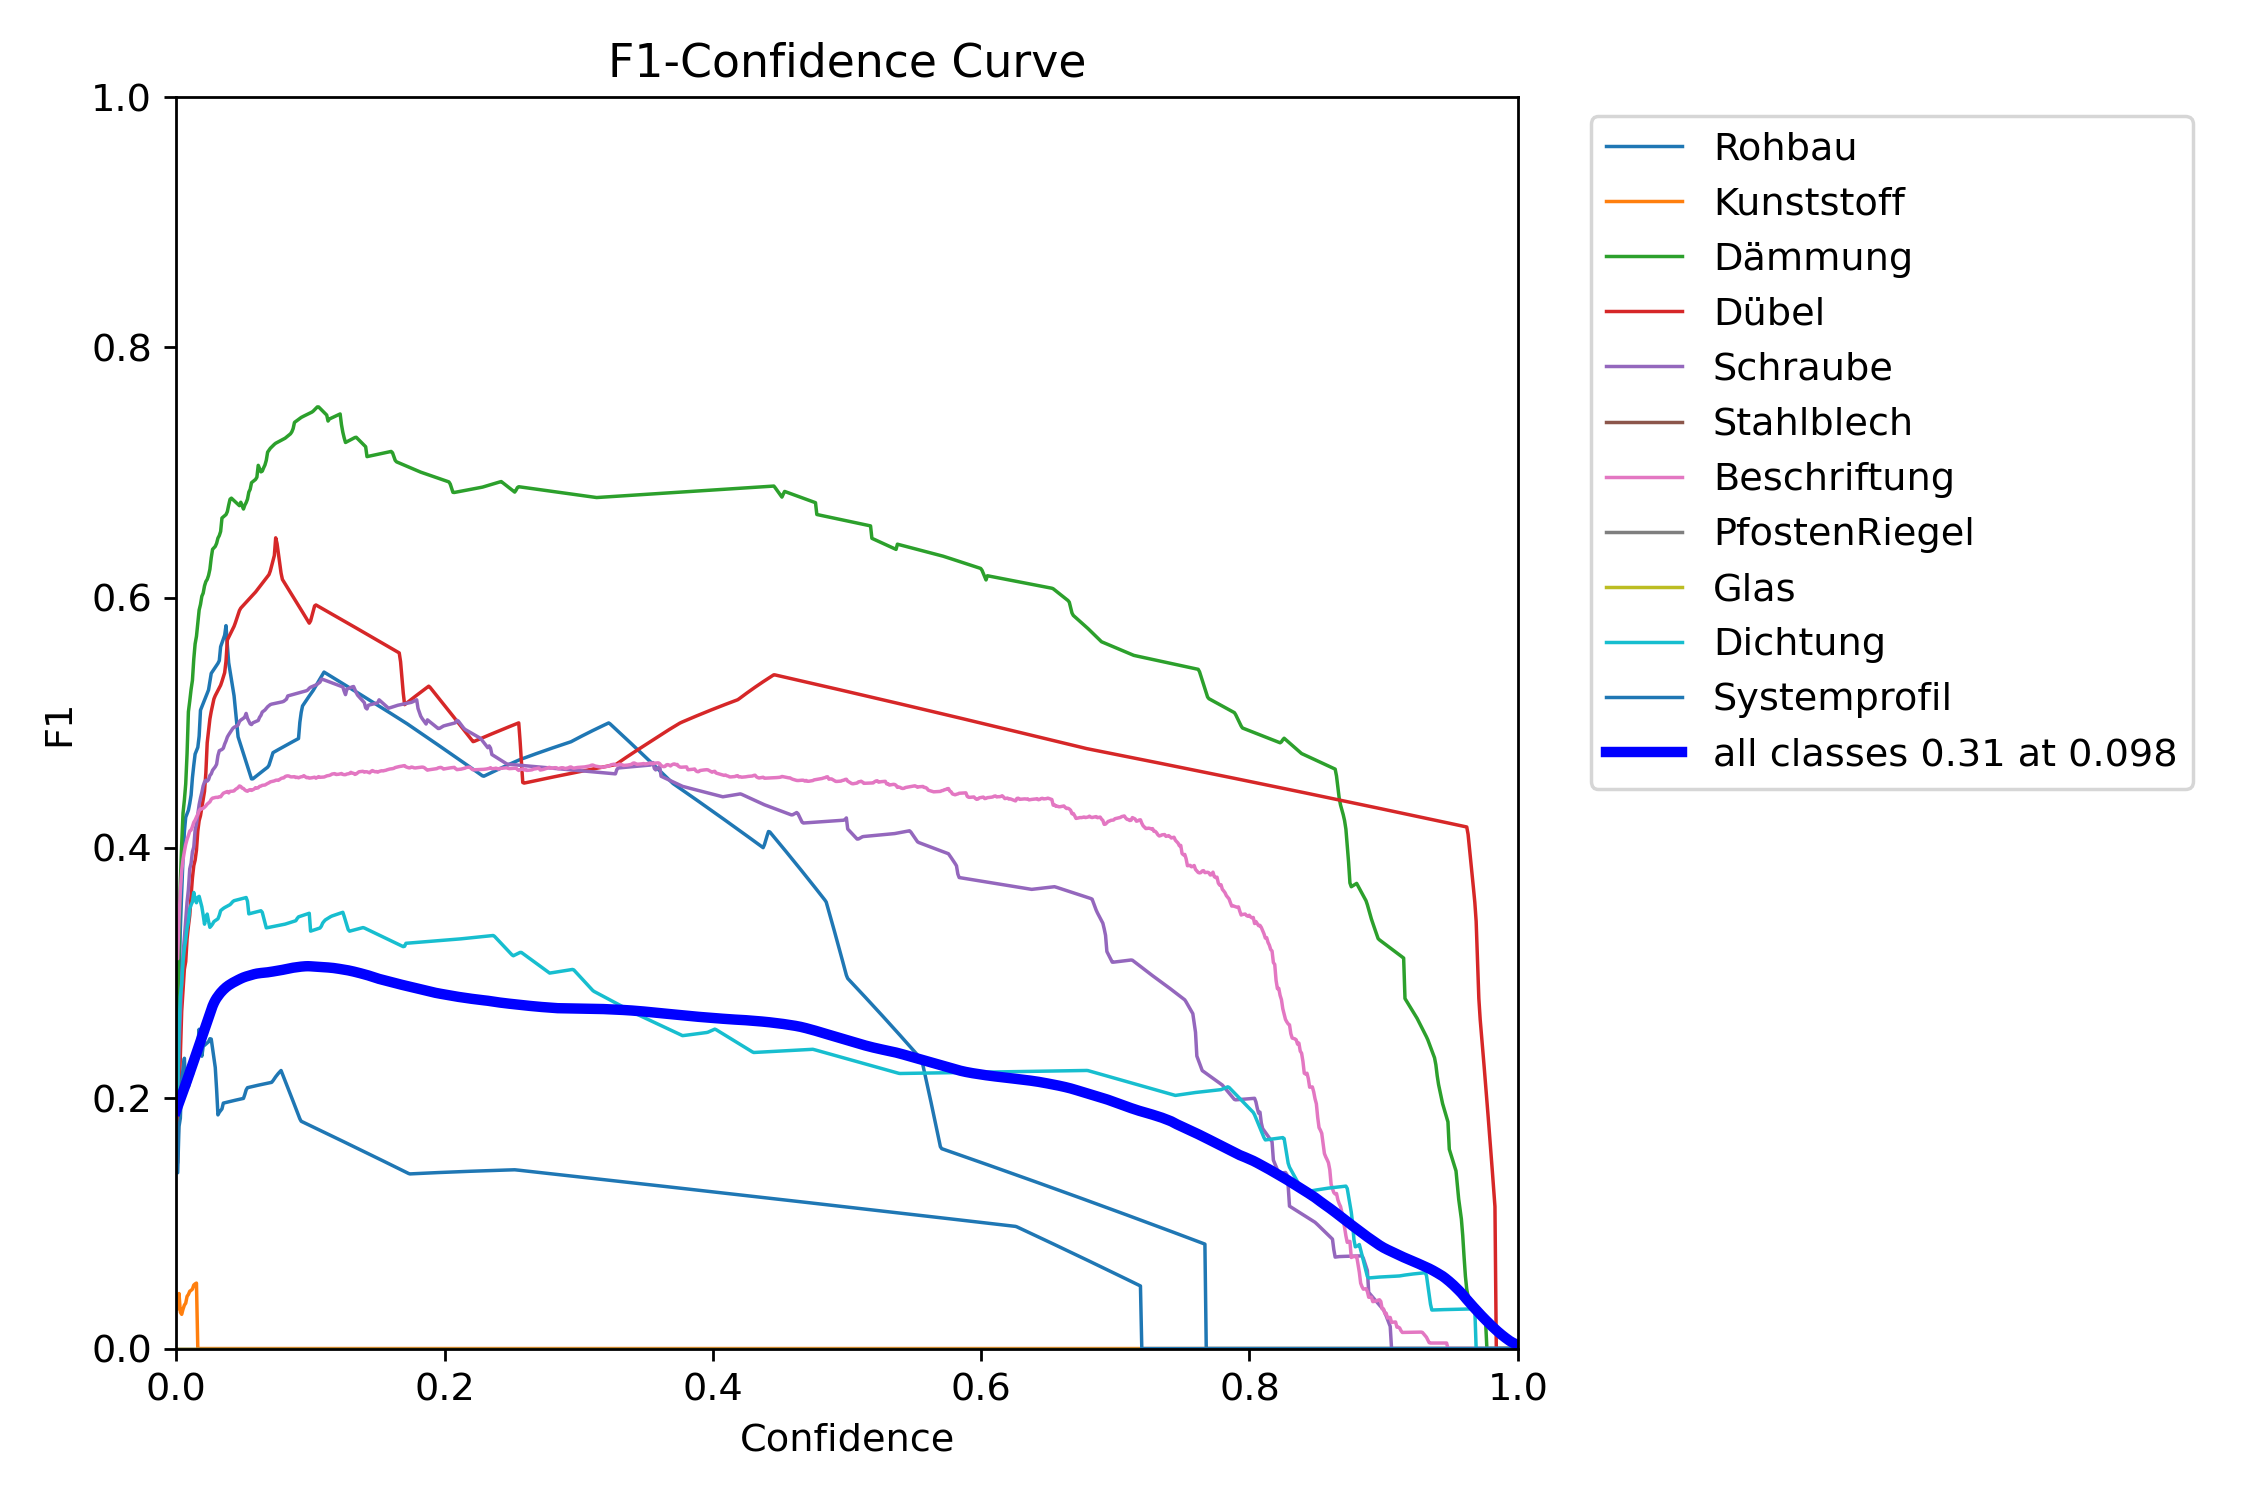 F1-Confidence Curve
1.0
0.8
0.6
0.4
0.2
0.0
F1
0.0 0.2 0.4 0.6 0.8 1.0
Confidence
Rohbau
Kunststoff
Dämmung
Dübel
Schraube
Stahlblech
Beschriftung
PfostenRiegel
Glas
Dichtung
Systemprofil
all classes 0.31 at 0.098